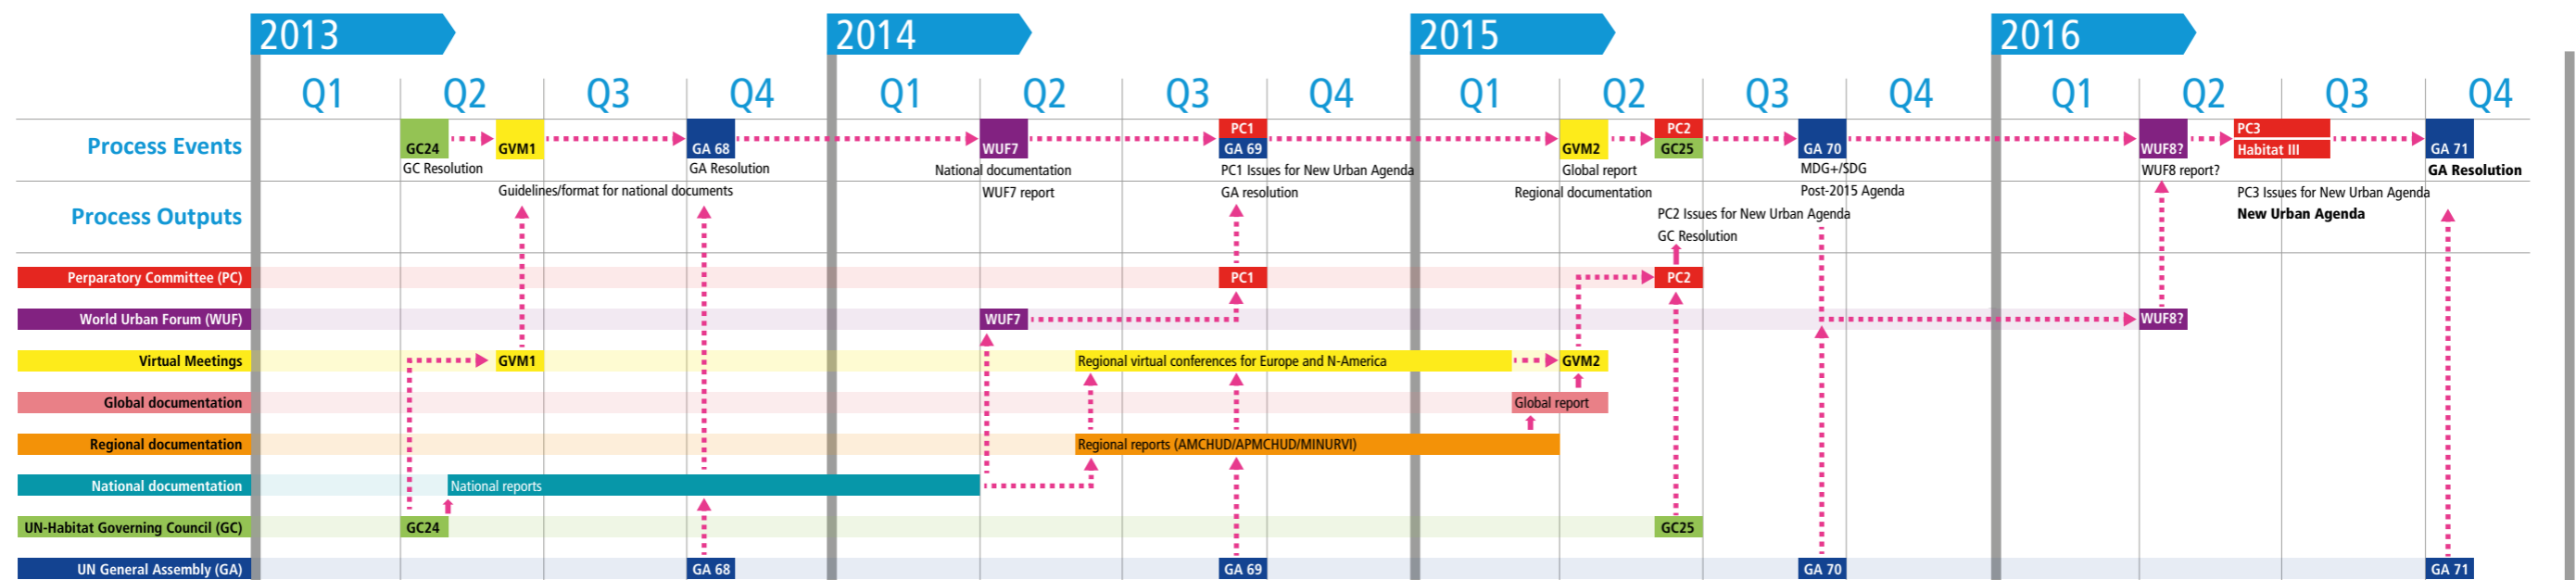 2013 2014 2015 2016
Q1 Q2 Q3 Q4 Q1 Q2 Q3 Q4 Q1 Q2 Q3 Q4 Q1 Q2 Q3 Q4
Process Events
GC24 GVM1 GA 68 WUF7 PC1 GA 69 GVM2 PC2 GC25 GA 70 WUF8? PC3 Habitat III GA 71
GC Resolution GA Resolution National documentation PC1 Issues for New Urban Agenda Global report MDG+/SDG WUF8 report? GA Resolution
Guidelines/format for national documents WUF7 report GA resolution Regional documentation Post-2015 Agenda PC3 Issues for New Urban Agenda
Process Outputs PC2 Issues for New Urban Agenda New Urban Agenda
GC Resolution
Perparatory Committee (PC) PC1 PC2
World Urban Forum (WUF) WUF7 WUF8?
Virtual Meetings GVM1 Regional virtual conferences for Europe and N-America GVM2
Global documentation Global report
Regional documentation Regional reports (AMCHUD/APMCHUD/MINURVI)
National documentation National reports
UN-Habitat Governing Council (GC) GC24 GC25
UN General Assembly (GA) GA 68 GA 69 GA 70 GA 71